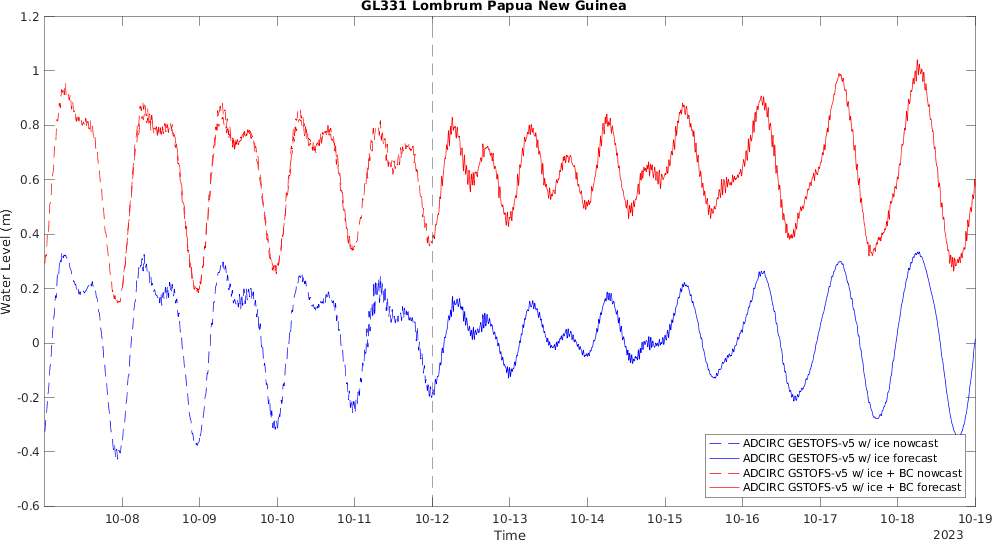 GL331 Lombrum Papua New Guinea
1.2
1
0.8
0.6
0.4
0.2
0
-0.2
-0.4
-0.6
Water Level (m)
ADCIRC GESTOFS-v5 w/ ice nowcast
ADCIRC GESTOFS-v5 w/ ice forecast
ADCIRC GSTOFS-v5 w/ ice + BC nowcast
ADCIRC GSTOFS-v5 w/ ice + BC forecast
10-08 10-09 10-10 10-11 10-12 10-13 10-14 10-15 10-16 10-17 10-18 10-19
Time
2023